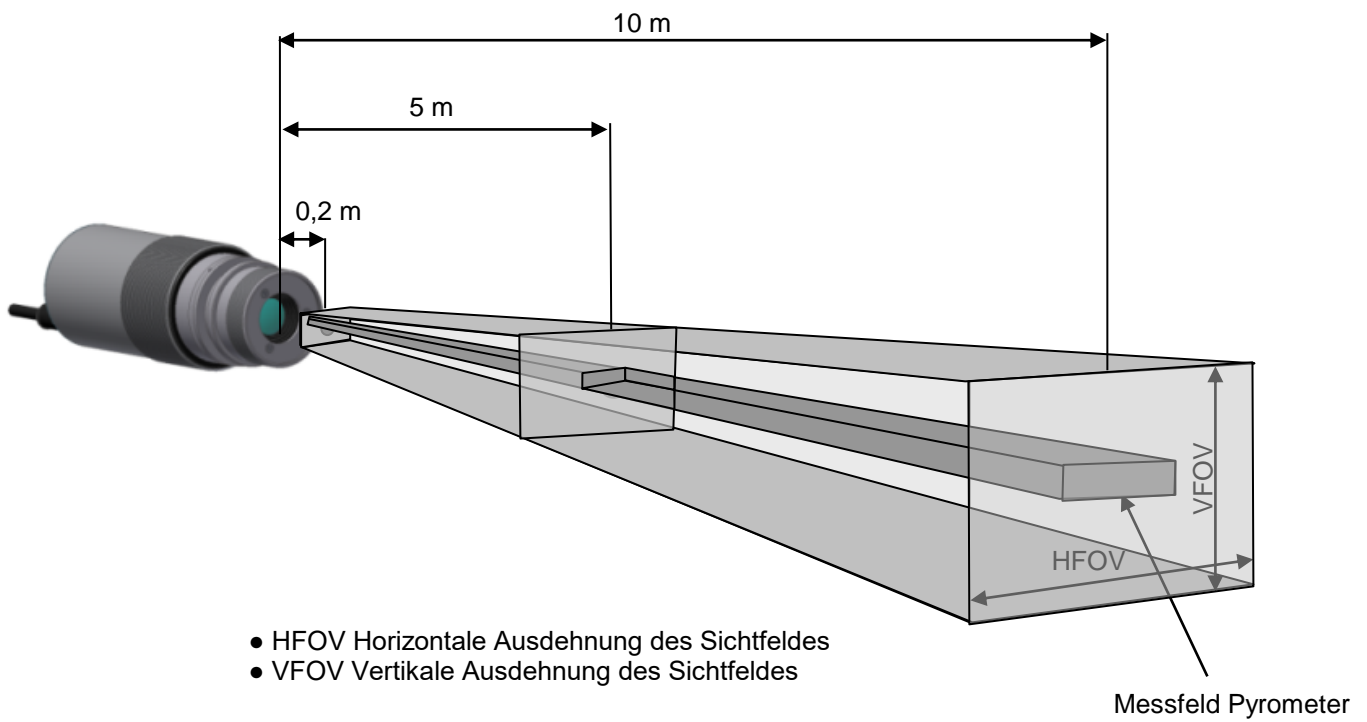 10 m
5 m
0,2 m
VFOV
HFOV
● HFOV Horizontale Ausdehnung des Sichtfeldes
● VFOV Vertikale Ausdehnung des Sichtfeldes
Messfeld Pyrometer